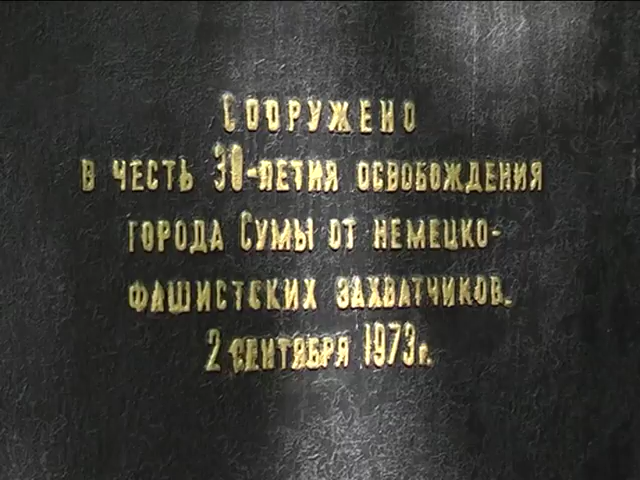 Сооружено
в честь 30-летия освобождения
города Сумы от немецко-
фашистских захватчиков.
2 сентября 1973г.